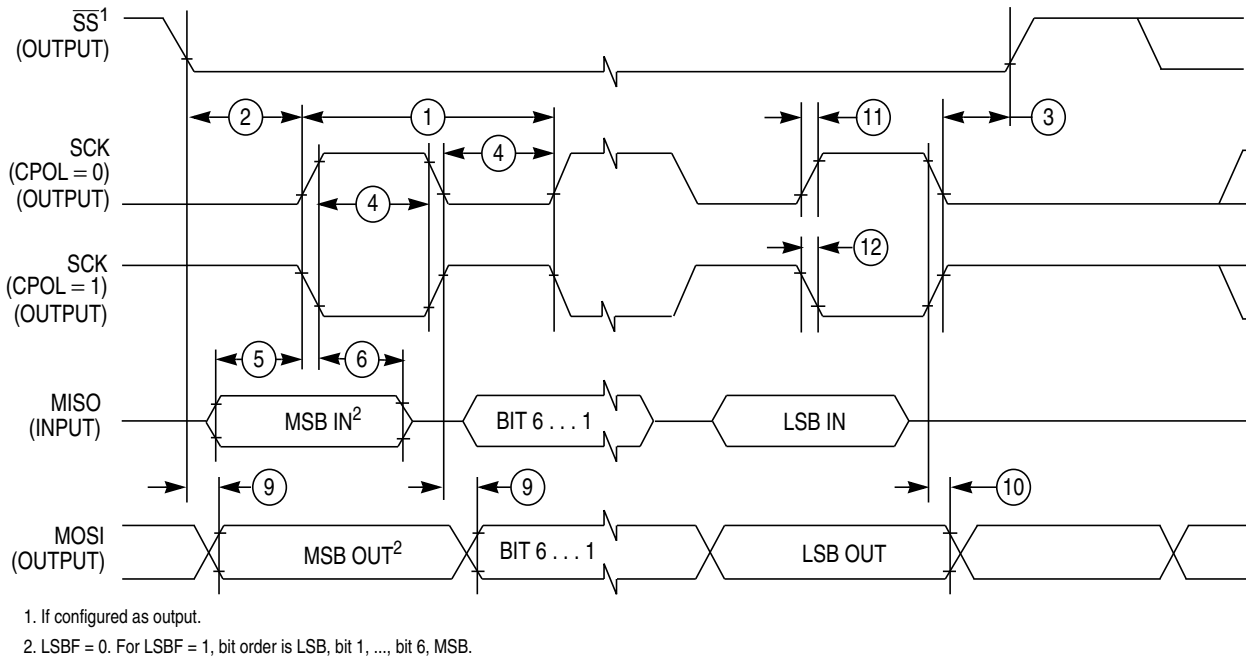 SS¹
(OUTPUT)
2
1
11
3
SCK
(CPOL = 0)
(OUTPUT)
4
4
SCK
(CPOL = 1)
(OUTPUT)
12
5
6
MISO
(INPUT)
MSB IN²
BIT 6 . . . 1
LSB IN
9
9
10
MOSI
(OUTPUT)
MSB OUT²
BIT 6 . . . 1
LSB OUT
1. If configured as output.
2. LSBF = 0. For LSBF = 1, bit order is LSB, bit 1, ..., bit 6, MSB.